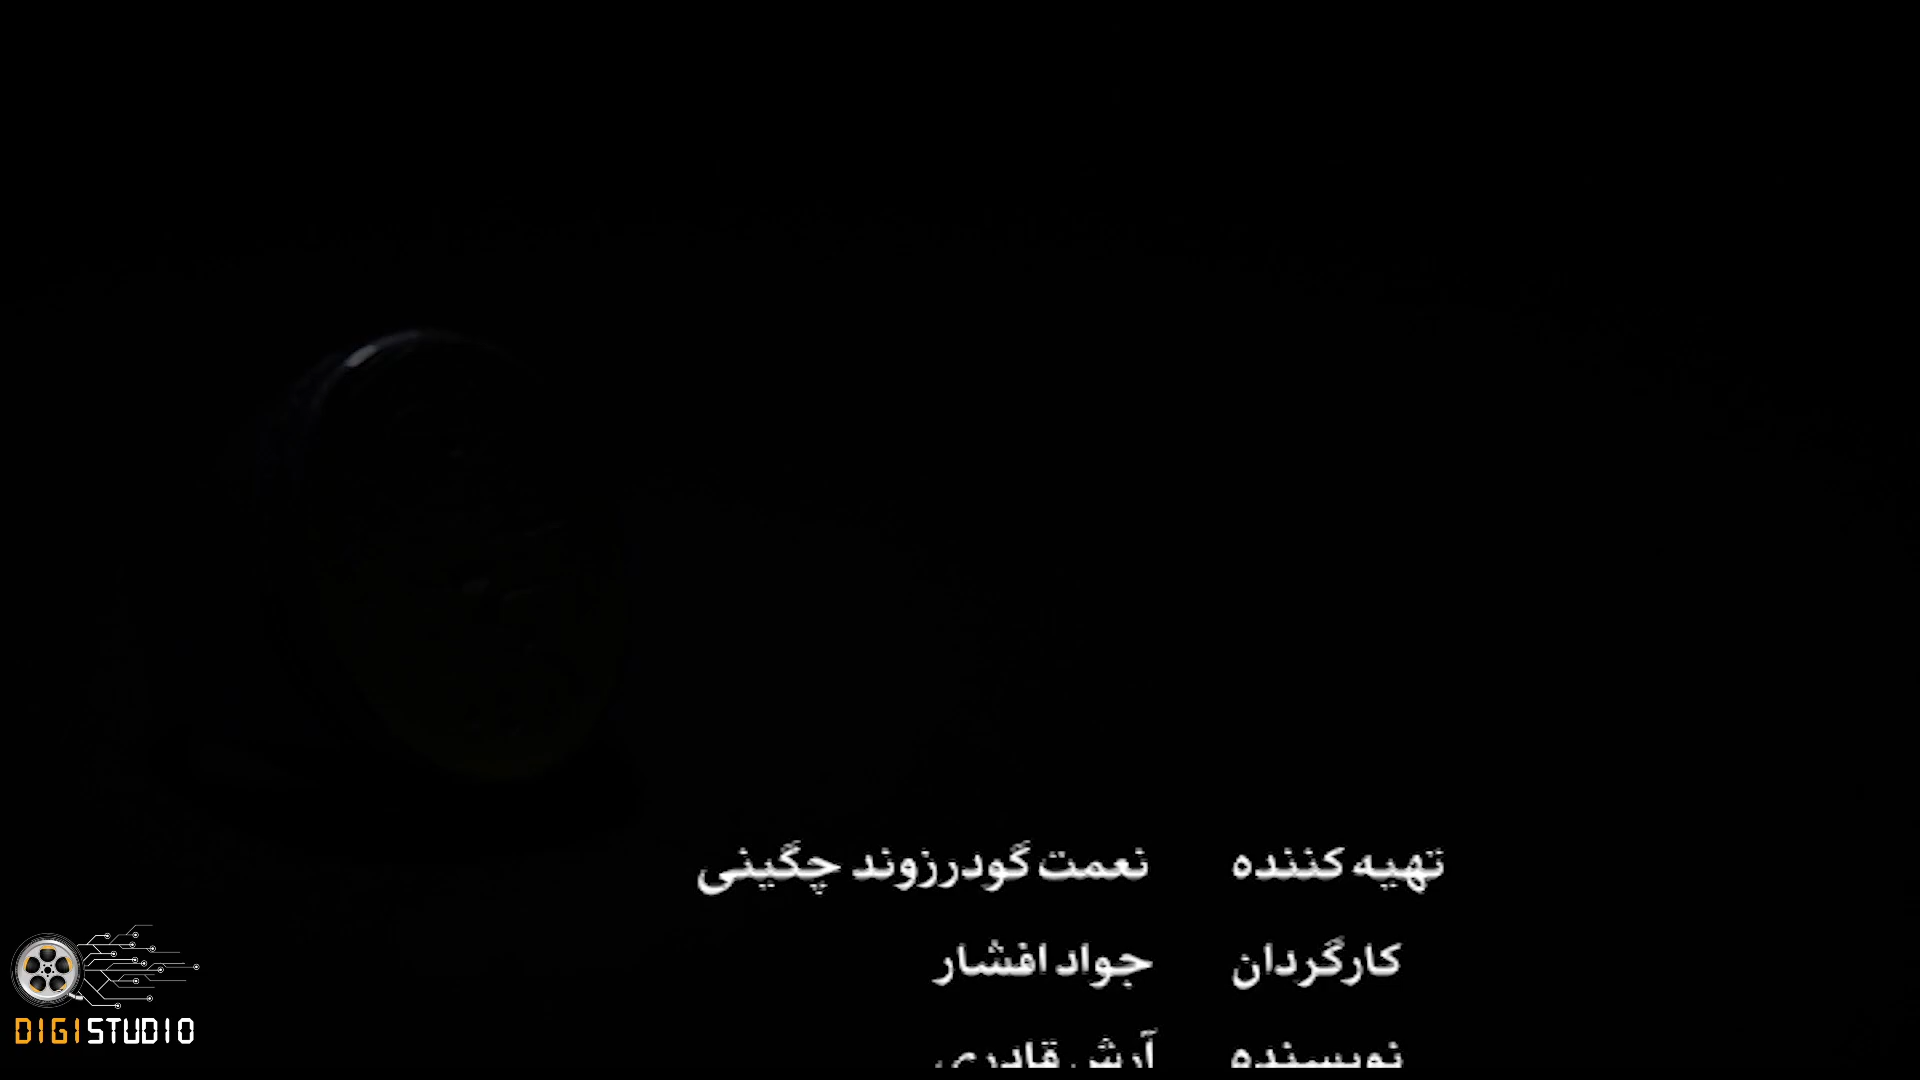 تهیه کننده نعمت گودرزوند چگینی
کارگردان جواد افشار
نویسنده آرش قادری
DIGISTUDIO